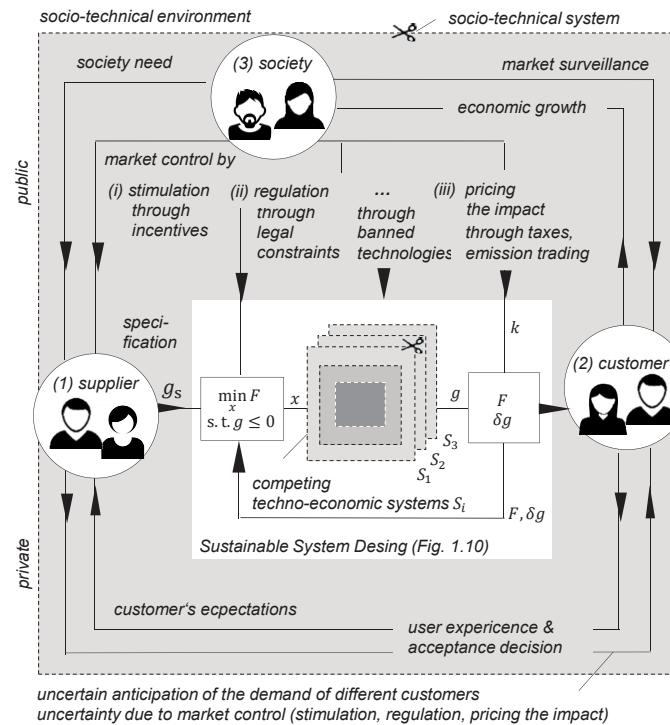 socio-technical environment
socio-technical system
society need
(3) society
market surveillance
economic growth
public
market control by
(i) stimulation
through
incentives
(ii) regulation
through
legal
constraints
...
through
banned
technologies
(iii) pricing
the impact
through taxes,
emission trading
speci-
fication
k
(1) supplier
(2) customer
g_s
min F
x
s. t. g ≤ 0
x
g
F
δg
S_3
S_2
S_1
competing
techno-economic systems S_i
F, δg
Sustainable System Desing (Fig. 1.10)
private
customer's epectations
user expericence &
acceptance decision
uncertain anticipation of the demand of different customers
uncertainty due to market control (stimulation, regulation, pricing the impact)